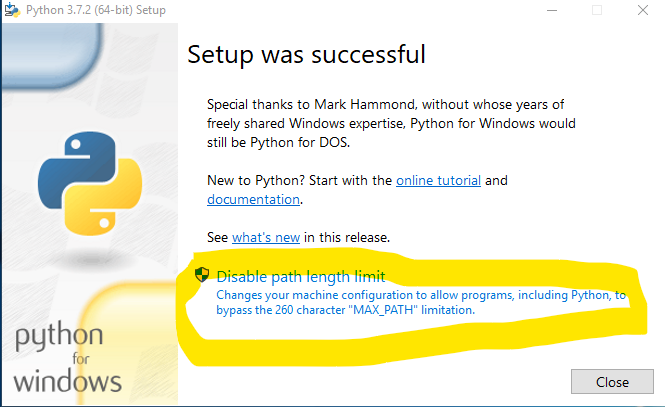 Python 3.7.2 (64-bit) Setup
Setup was successful
Special thanks to Mark Hammond, without whose years of
freely shared Windows expertise, Python for Windows would
still be Python for DOS.
New to Python? Start with the online tutorial and
documentation.
See what's new in this release.
Disable path length limit
Changes your machine configuration to allow programs, including Python, to
bypass the 260 character "MAX_PATH" limitation.
python
for
windows
Close